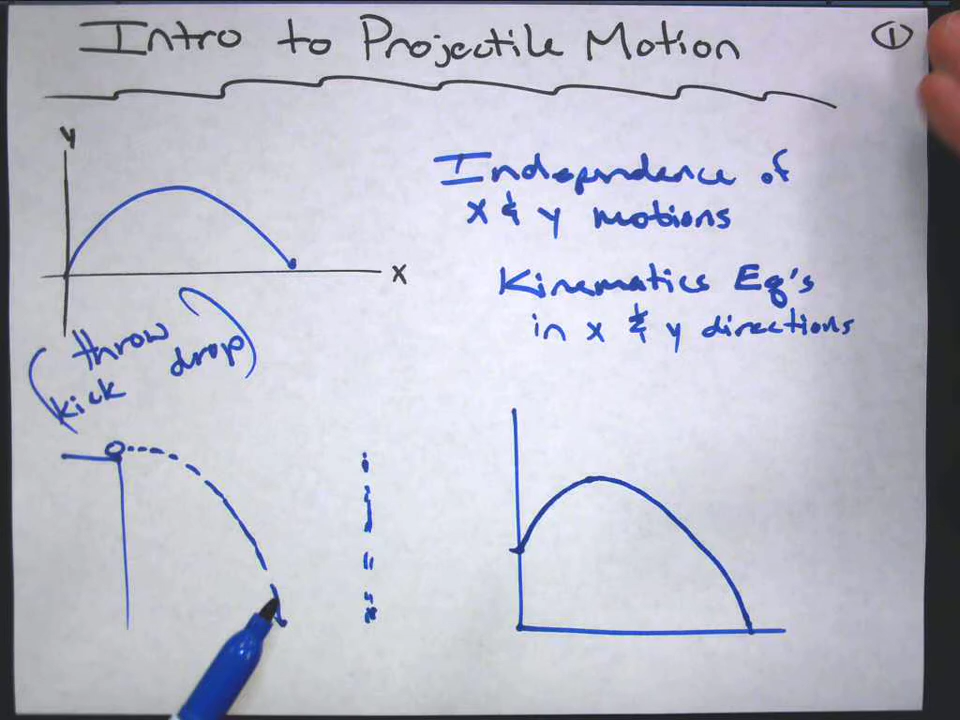 Intro to Projectile Motion
①
y
x
Independence of
x & y motions
Kinematics Eq's
in x & y directions
(throw
kick drop)